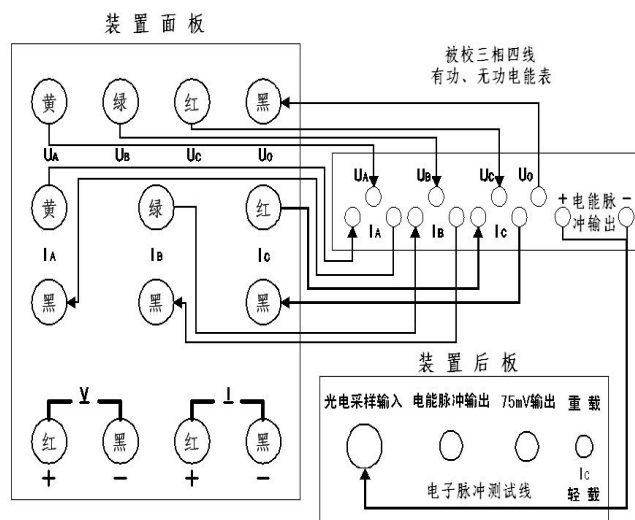 装置面板
被校三相四线
有功、无功电能表
黄 绿 红 黑
UA UB UC UO
UA UB UC UO
黄 绿 红
+ 电能脉 −
冲输出
IA IB IC
IA IB IC
黑 黑 黑
装置后板
V I
光电采样输入 电能脉冲输出 75mV输出 重载
红 黑 红 黑
+ − + −
IC
电子脉冲测试线 轻载